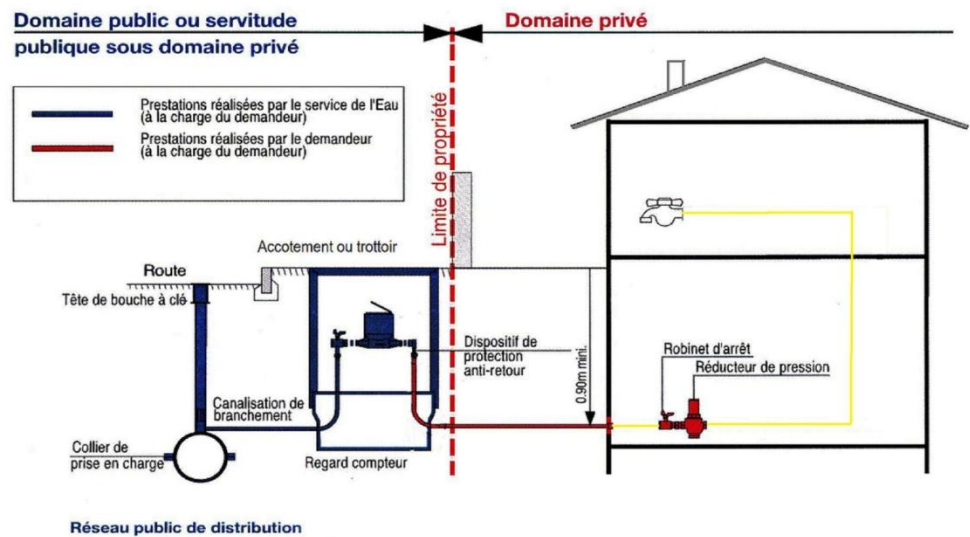 Domaine public ou servitude
publique sous domaine privé
Domaine privé
Prestations réalisées par le service de l'Eau
(à la charge du demandeur)
Prestations réalisées par le demandeur
(à la charge du demandeur)
Limite de propriété
Accotement ou trottoir
Route
Tête de bouche à clé
Dispositif de
protection
anti-retour
0.90m mini.
Robinet d'arrêt
Réducteur de pression
Canalisation de
branchement
Collier de
prise en charge
Regard compteur
Réseau public de distribution